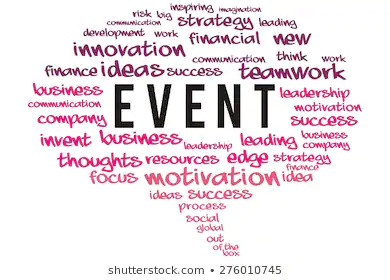 inspiring
risk big imagination
communication strategy leading
development work financial new
innovation communication think work
finance ideas success teamwork
business EVENT leadership
communication motivation
company success
invent business leadership leading business company
thoughts resources edge strategy
finance
focus motivation idea
ideas success
process
social
global
out
of the
box
shutterstock.com • 276010745